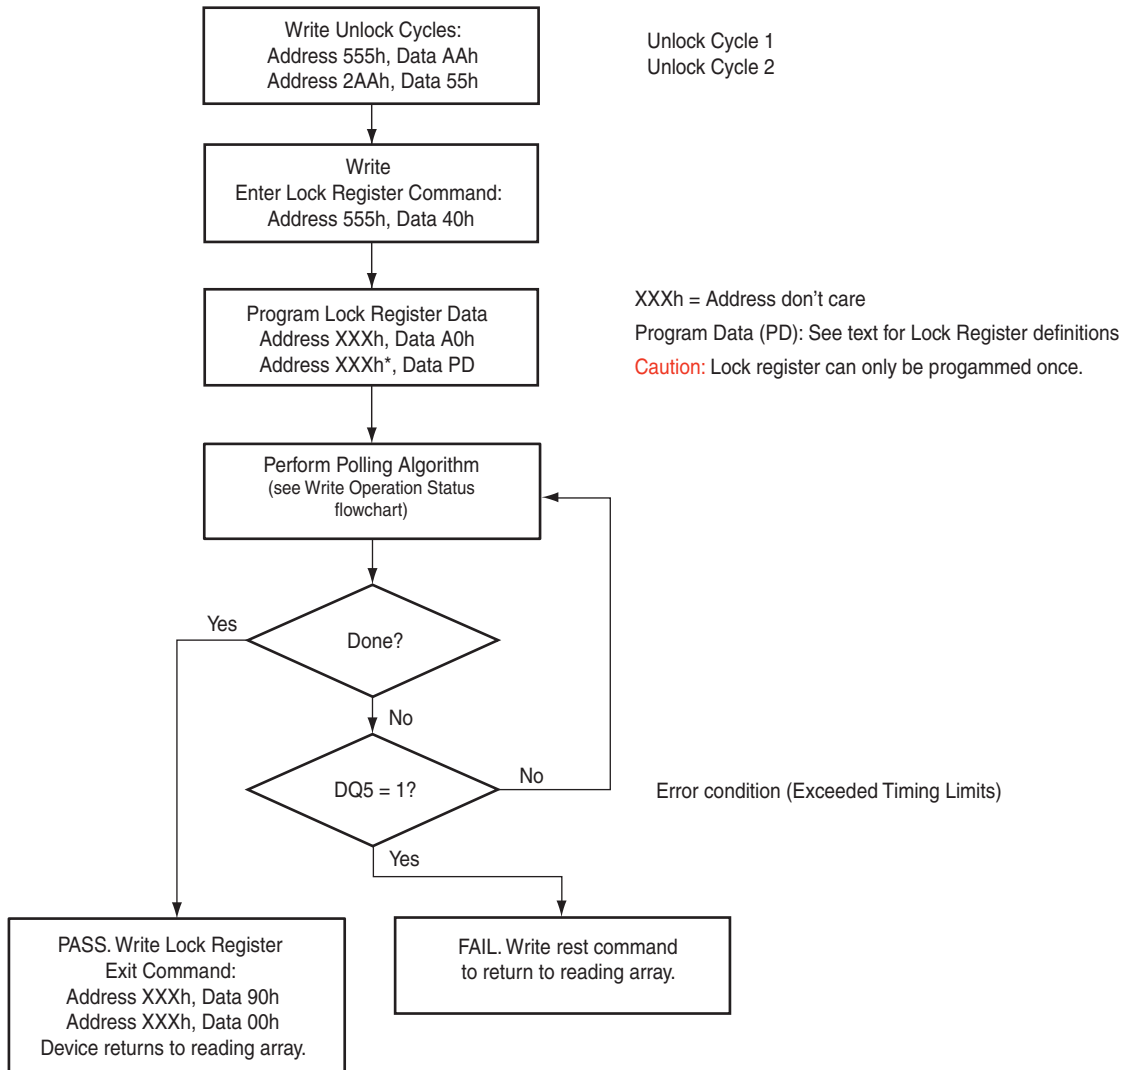 Write Unlock Cycles:
Address 555h, Data AAh
Address 2AAh, Data 55h
Unlock Cycle 1
Unlock Cycle 2
Write
Enter Lock Register Command:
Address 555h, Data 40h
Program Lock Register Data
Address XXXh, Data A0h
Address XXXh*, Data PD
XXXh = Address don't care
Program Data (PD): See text for Lock Register definitions
Caution: Lock register can only be progammed once.
Perform Polling Algorithm
(see Write Operation Status
flowchart)
Yes
Done?
No
DQ5 = 1?
No
Error condition (Exceeded Timing Limits)
Yes
PASS. Write Lock Register
Exit Command:
Address XXXh, Data 90h
Address XXXh, Data 00h
Device returns to reading array.
FAIL. Write rest command
to return to reading array.